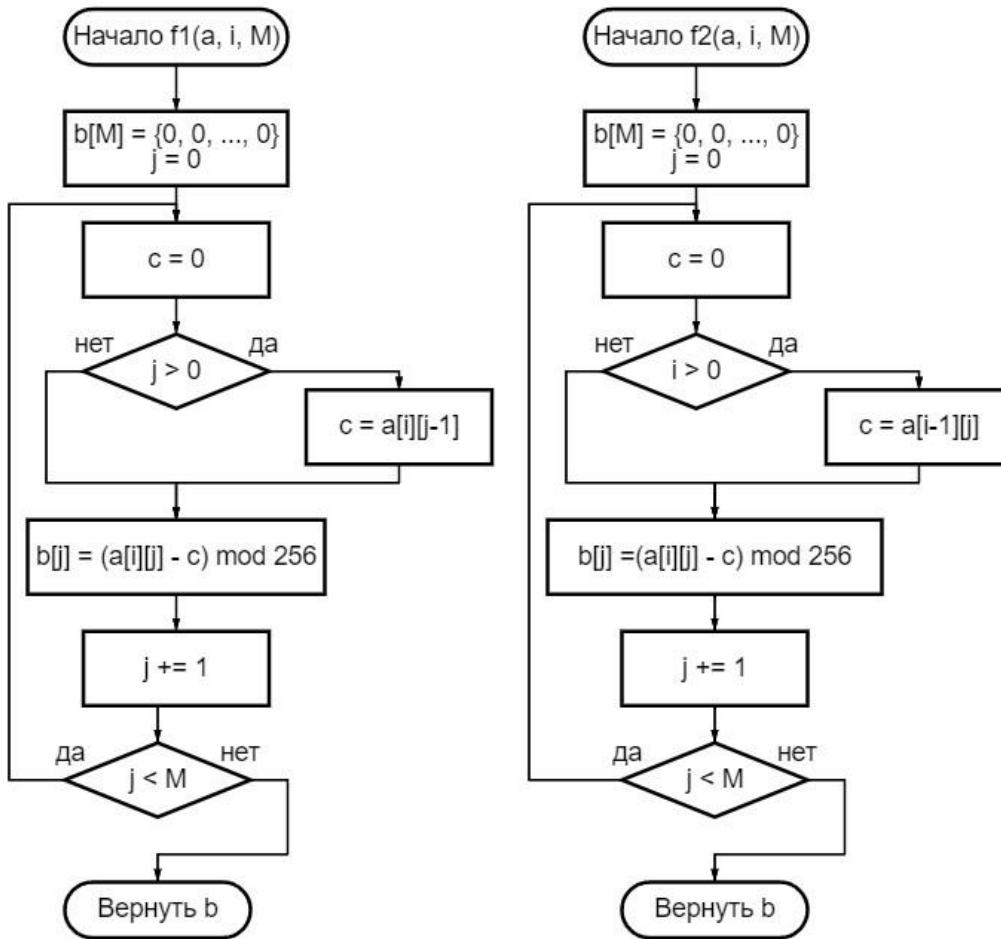 Начало f1(a, i, M)
b[M] = {0, 0, ..., 0}
j = 0
c = 0
нет
да
j > 0
c = a[i][j-1]
b[j] = (a[i][j] - c) mod 256
j += 1
да
нет
j < M
Вернуть b
Начало f2(a, i, M)
b[M] = {0, 0, ..., 0}
j = 0
c = 0
нет
да
i > 0
c = a[i-1][j]
b[j] =(a[i][j] - c) mod 256
j += 1
да
нет
j < M
Вернуть b